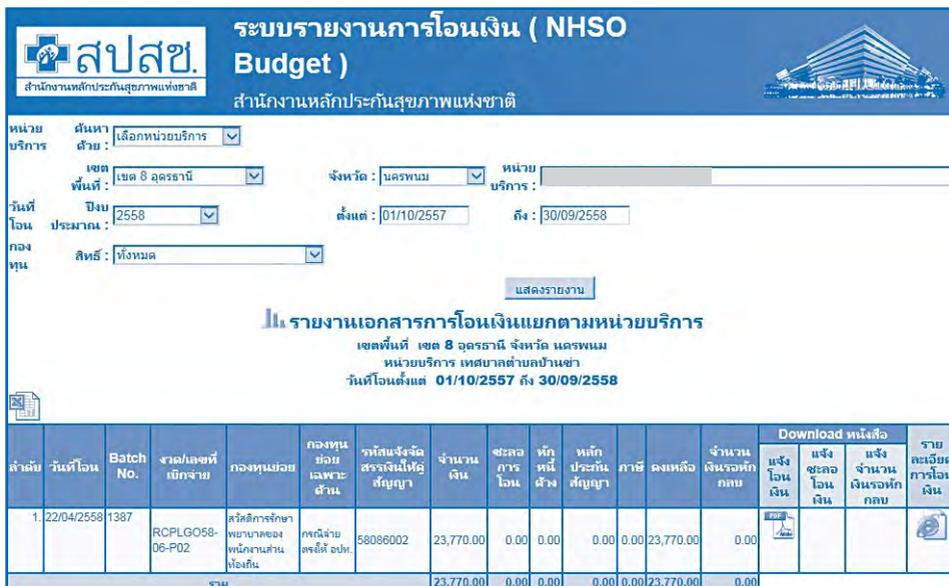 สปสช.
สำนักงานหลักประกันสุขภาพแห่งชาติ
ระบบรายงานการโอนเงิน ( NHSO
Budget )
สำนักงานหลักประกันสุขภาพแห่งชาติ
หน่วยบริการ ค้นหาด้วย : เลือกหน่วยบริการ
เขตพื้นที่ : เขต 8 อุดรธานี จังหวัด : นครพนม หน่วยบริการ :
วันที่โอน ปีงบประมาณ : 2558 ตั้งแต่ : 01/10/2557 ถึง : 30/09/2558
กองทุน สิทธิ์ : ทั้งหมด
แสดงรายงาน
รายงานเอกสารการโอนเงินแยกตามหน่วยบริการ
เขตพื้นที่ เขต 8 อุดรธานี จังหวัด นครพนม
หน่วยบริการ เทศบาลตำบลบ้านข่า
วันที่โอนตั้งแต่ 01/10/2557 ถึง 30/09/2558
ลำดับ วันที่โอน Batch No. งวด/เลขที่เบิกจ่าย กองทุนย่อย กองทุนย่อยเฉพาะด้าน รหัสแจ้งจัดสรรเงินให้คู่สัญญา จำนวนเงิน ชะลอการโอน หักหนี้ค้าง หลักประกันสัญญา ภาษี คงเหลือ จำนวนเงินรอหักกลบ Download หนังสือ แจ้งโอนเงิน แจ้งชะลอโอนเงิน แจ้งจำนวนเงินรอหักกลบ รายละเอียดการโอนเงิน
1. 22/04/2558 1387 RCPLGO58-06-P02 สวัสดิการรักษาพยาบาลของพนักงานส่วนท้องถิ่น กรณีจ่ายตรงให้ อปท. 58086002 23,770.00 0.00 0.00 0.00 0.00 23,770.00 0.00 PDF
รวม 23,770.00 0.00 0.00 0.00 0.00 23,770.00 0.00